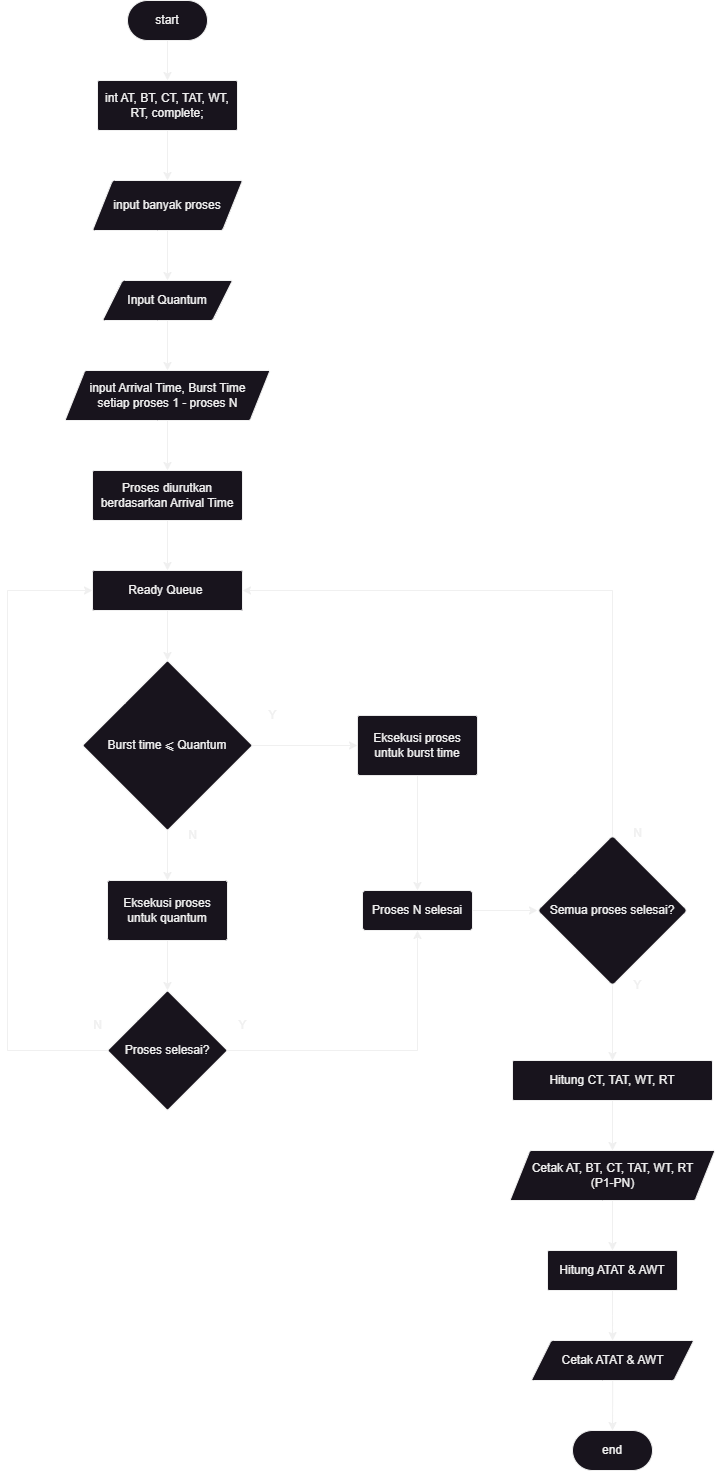 start
int AT, BT, CT, TAT, WT,
RT, complete;
input banyak proses
Input Quantum
input Arrival Time, Burst Time
setiap proses 1 - proses N
Proses diurutkan
berdasarkan Arrival Time
Ready Queue
Burst time ⩽ Quantum
Y
Eksekusi proses
untuk burst time
N
Eksekusi proses
untuk quantum
Proses N selesai
N
Semua proses selesai?
Y
N
Proses selesai?
Y
Hitung CT, TAT, WT, RT
Cetak AT, BT, CT, TAT, WT, RT
(P1-PN)
Hitung ATAT & AWT
Cetak ATAT & AWT
end